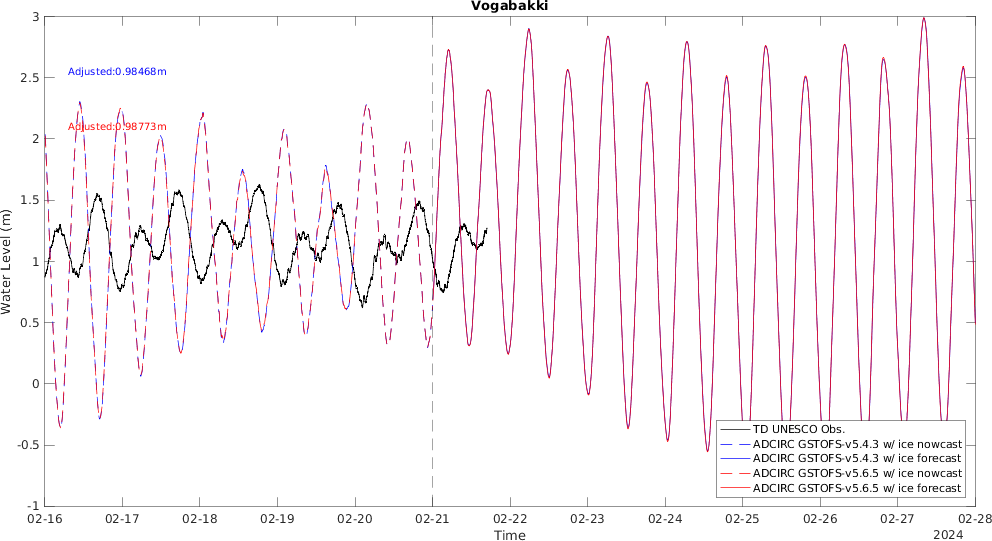 Vogabakki
3
2.5
2
1.5
1
0.5
0
-0.5
-1
Water Level (m)
Adjusted:0.98468m
Adjusted:0.98773m
TD UNESCO Obs.
ADCIRC GSTOFS-v5.4.3 w/ ice nowcast
ADCIRC GSTOFS-v5.4.3 w/ ice forecast
ADCIRC GSTOFS-v5.6.5 w/ ice nowcast
ADCIRC GSTOFS-v5.6.5 w/ ice forecast
02-16 02-17 02-18 02-19 02-20 02-21 02-22 02-23 02-24 02-25 02-26 02-27 02-28
Time
2024